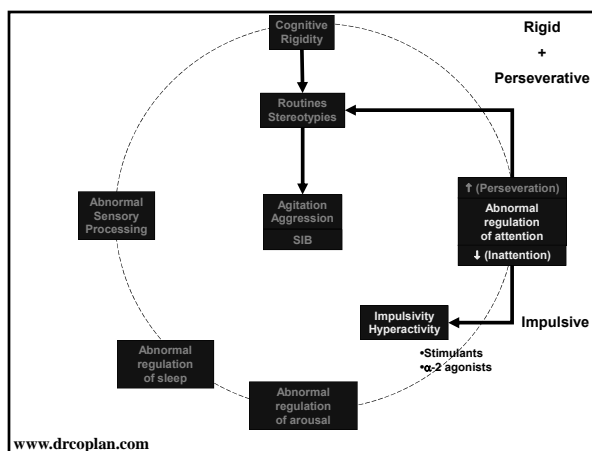 Cognitive
Rigidity
Rigid
+
Perseverative
Routines
Stereotypies
↑ (Perseveration)
Abnormal
regulation
of attention
↓ (Inattention)
Abnormal
Sensory
Processing
Agitation
Aggression
SIB
Impulsivity
Hyperactivity
Impulsive
•Stimulants
•α-2 agonists
Abnormal
regulation
of sleep
Abnormal
regulation
of arousal
www.drcoplan.com